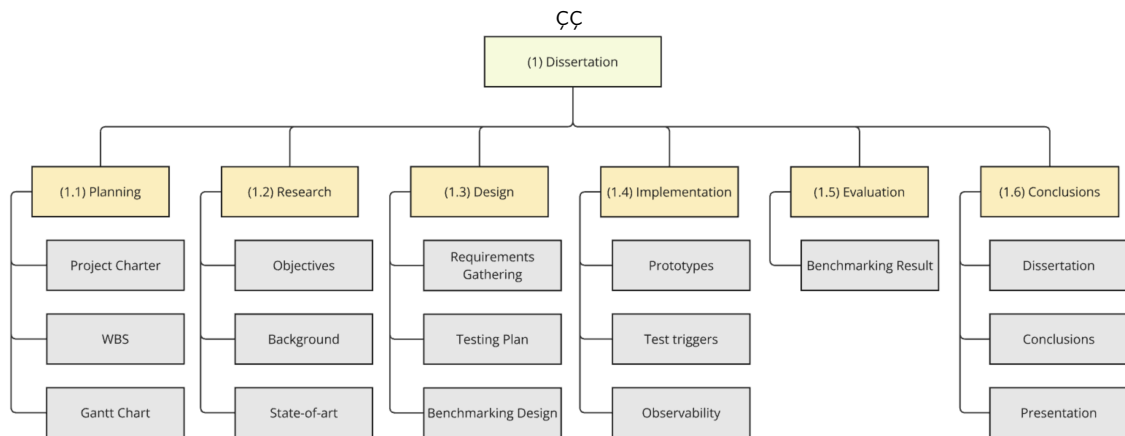 ÇÇ
(1) Dissertation
(1.1) Planning
(1.2) Research
(1.3) Design
(1.4) Implementation
(1.5) Evaluation
(1.6) Conclusions
Project Charter
Objectives
Requirements
Gathering
Prototypes
Benchmarking Result
Dissertation
WBS
Background
Testing Plan
Test triggers
Conclusions
Gantt Chart
State-of-art
Benchmarking Design
Observability
Presentation